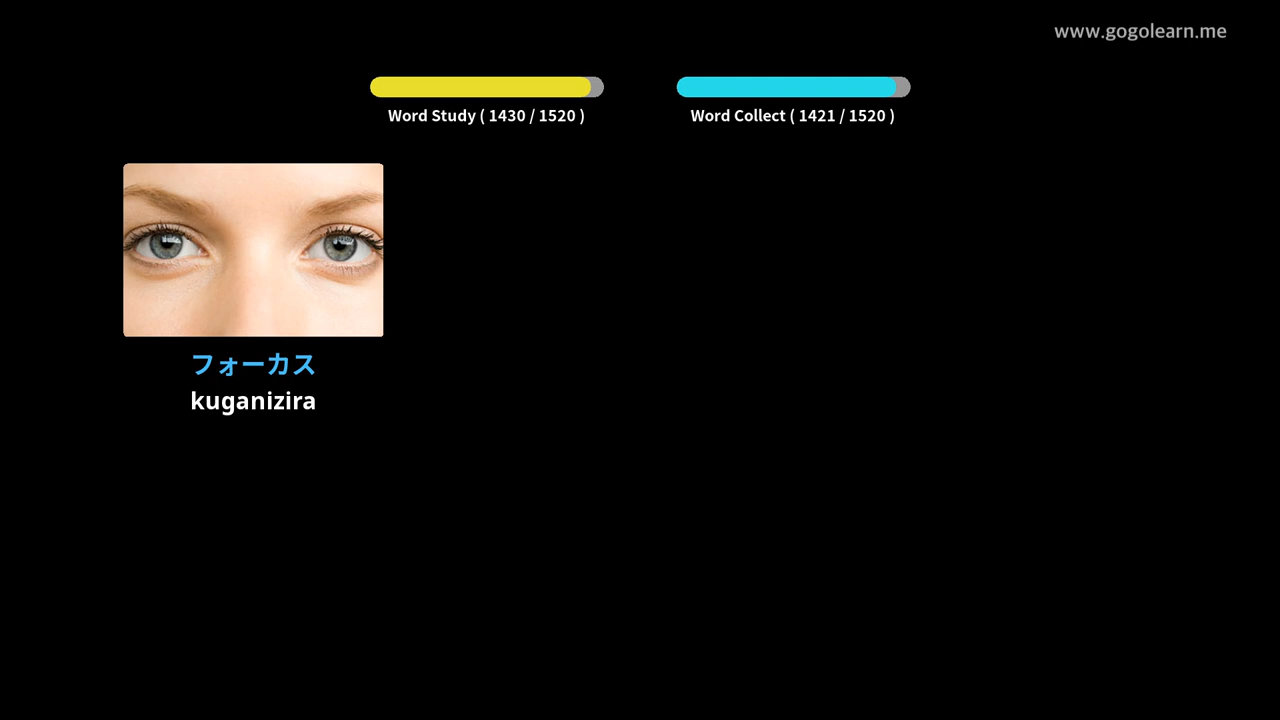 www.gogolearn.me
Word Study ( 1430 / 1520 )
Word Collect ( 1421 / 1520 )
フォーカス
kuganizira